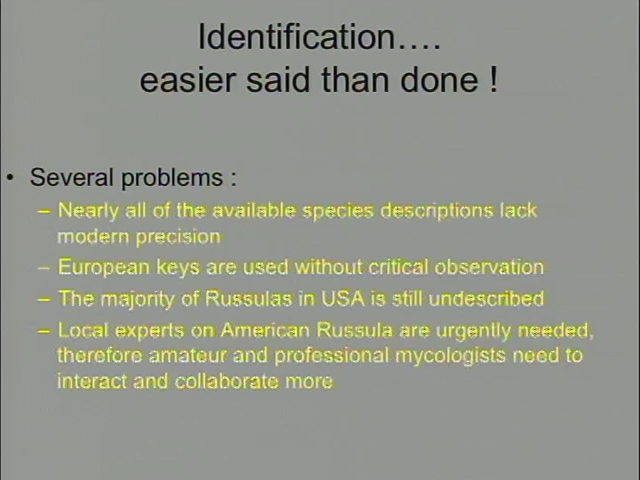 Identification….
easier said than done !
• Several problems :
– Nearly all of the available species descriptions lack
modern precision
– European keys are used without critical observation
– The majority of Russulas in USA is still undescribed
– Local experts on American Russula are urgently needed,
therefore amateur and professional mycologists need to
interact and collaborate more